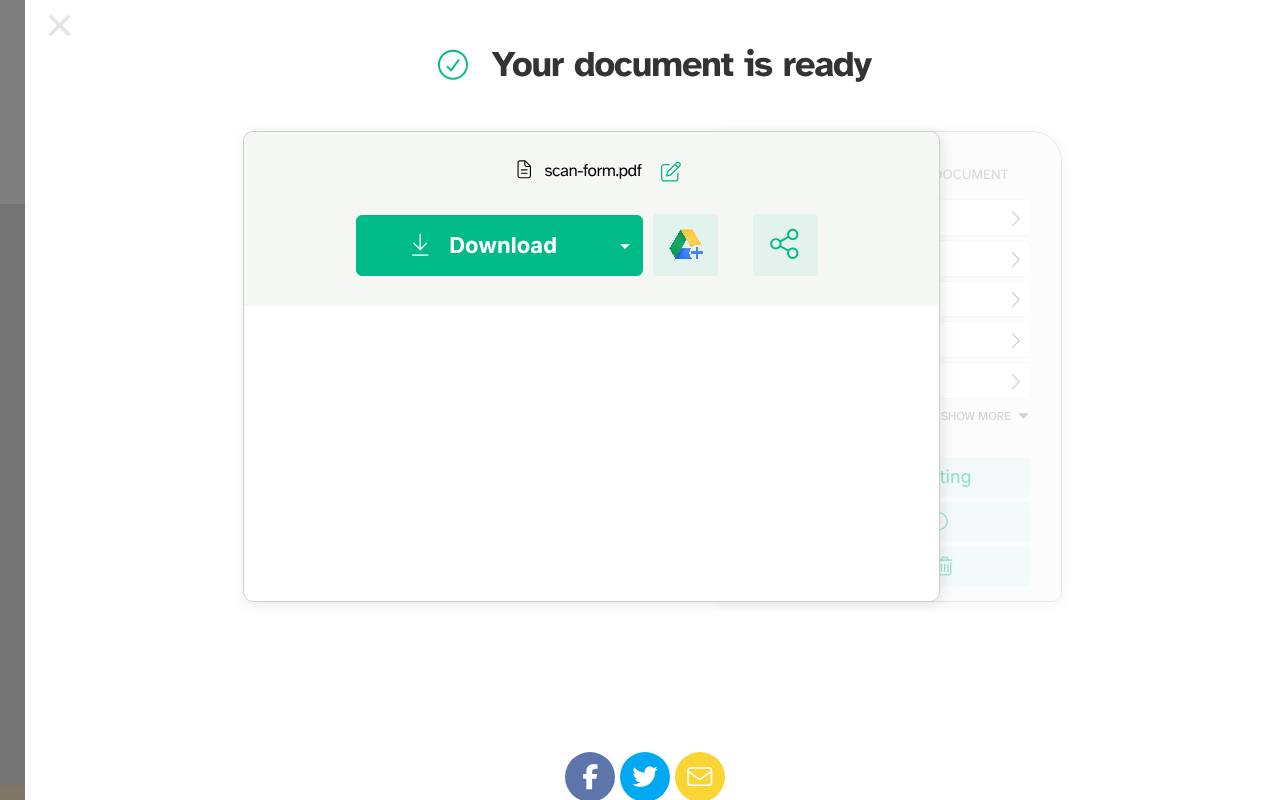 Your document is ready
scan-form.pdf
Download
DOCUMENT
SHOW MORE
ting